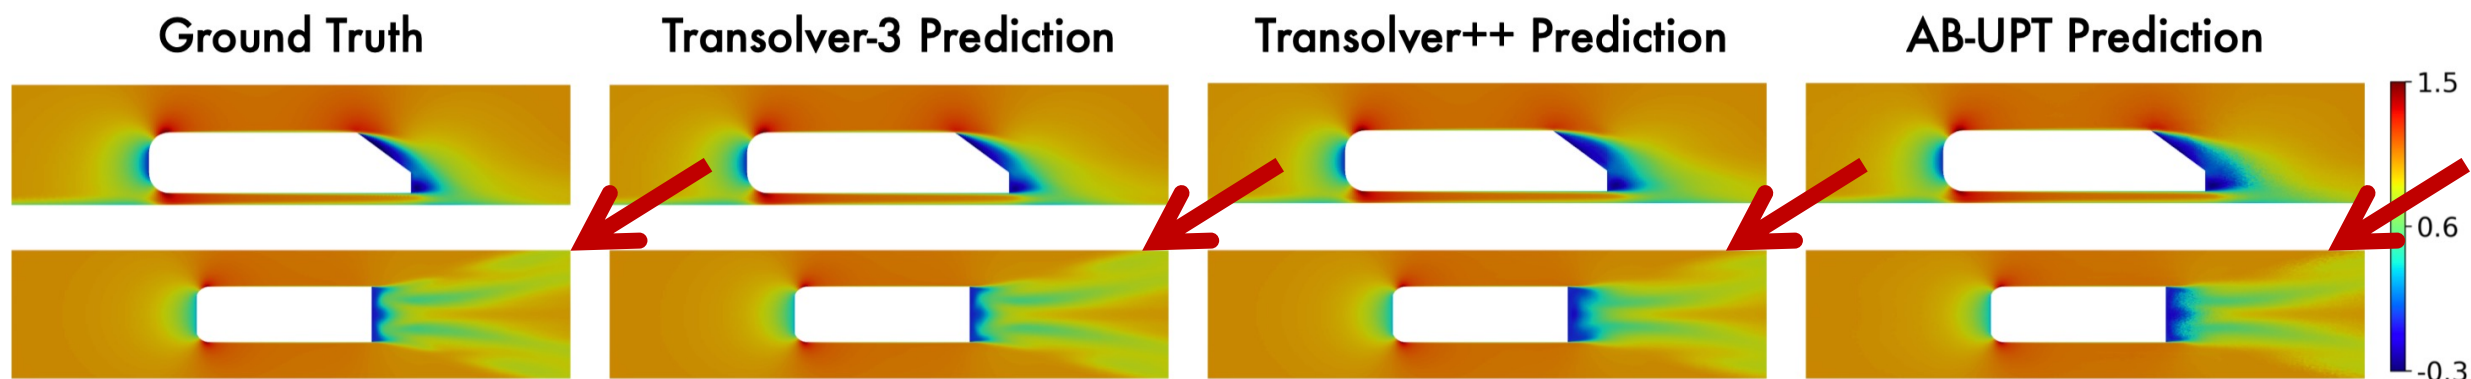 Ground Truth
Transolver-3 Prediction
Transolver++ Prediction
AB-UPT Prediction
1.5
0.6
-0.3